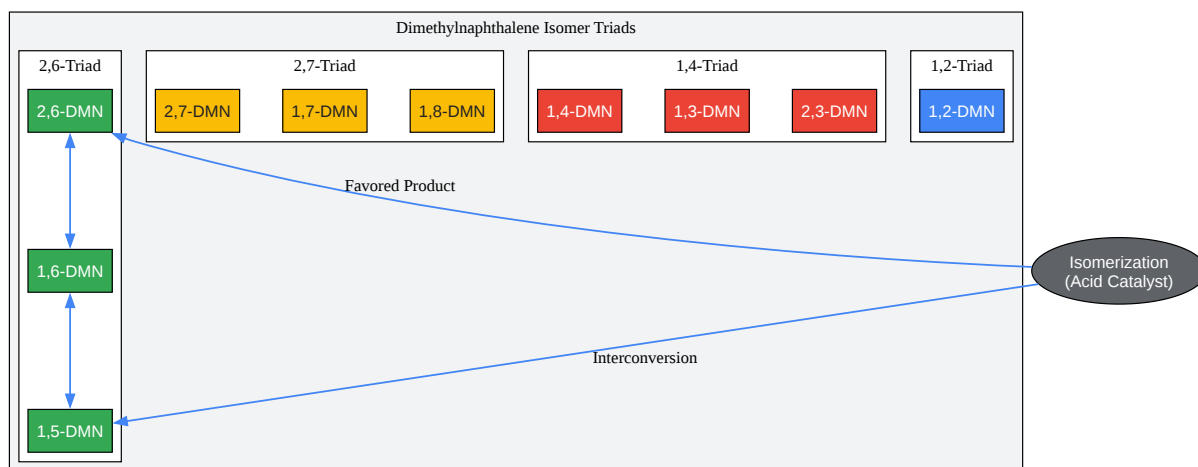 Dimethylnaphthalene Isomer Triads
2,6-Triad
2,7-Triad
1,4-Triad
1,2-Triad
2,6-DMN
2,7-DMN
1,7-DMN
1,8-DMN
1,4-DMN
1,3-DMN
2,3-DMN
1,2-DMN
Favored Product
1,6-DMN
Isomerization
(Acid Catalyst)
Interconversion
1,5-DMN